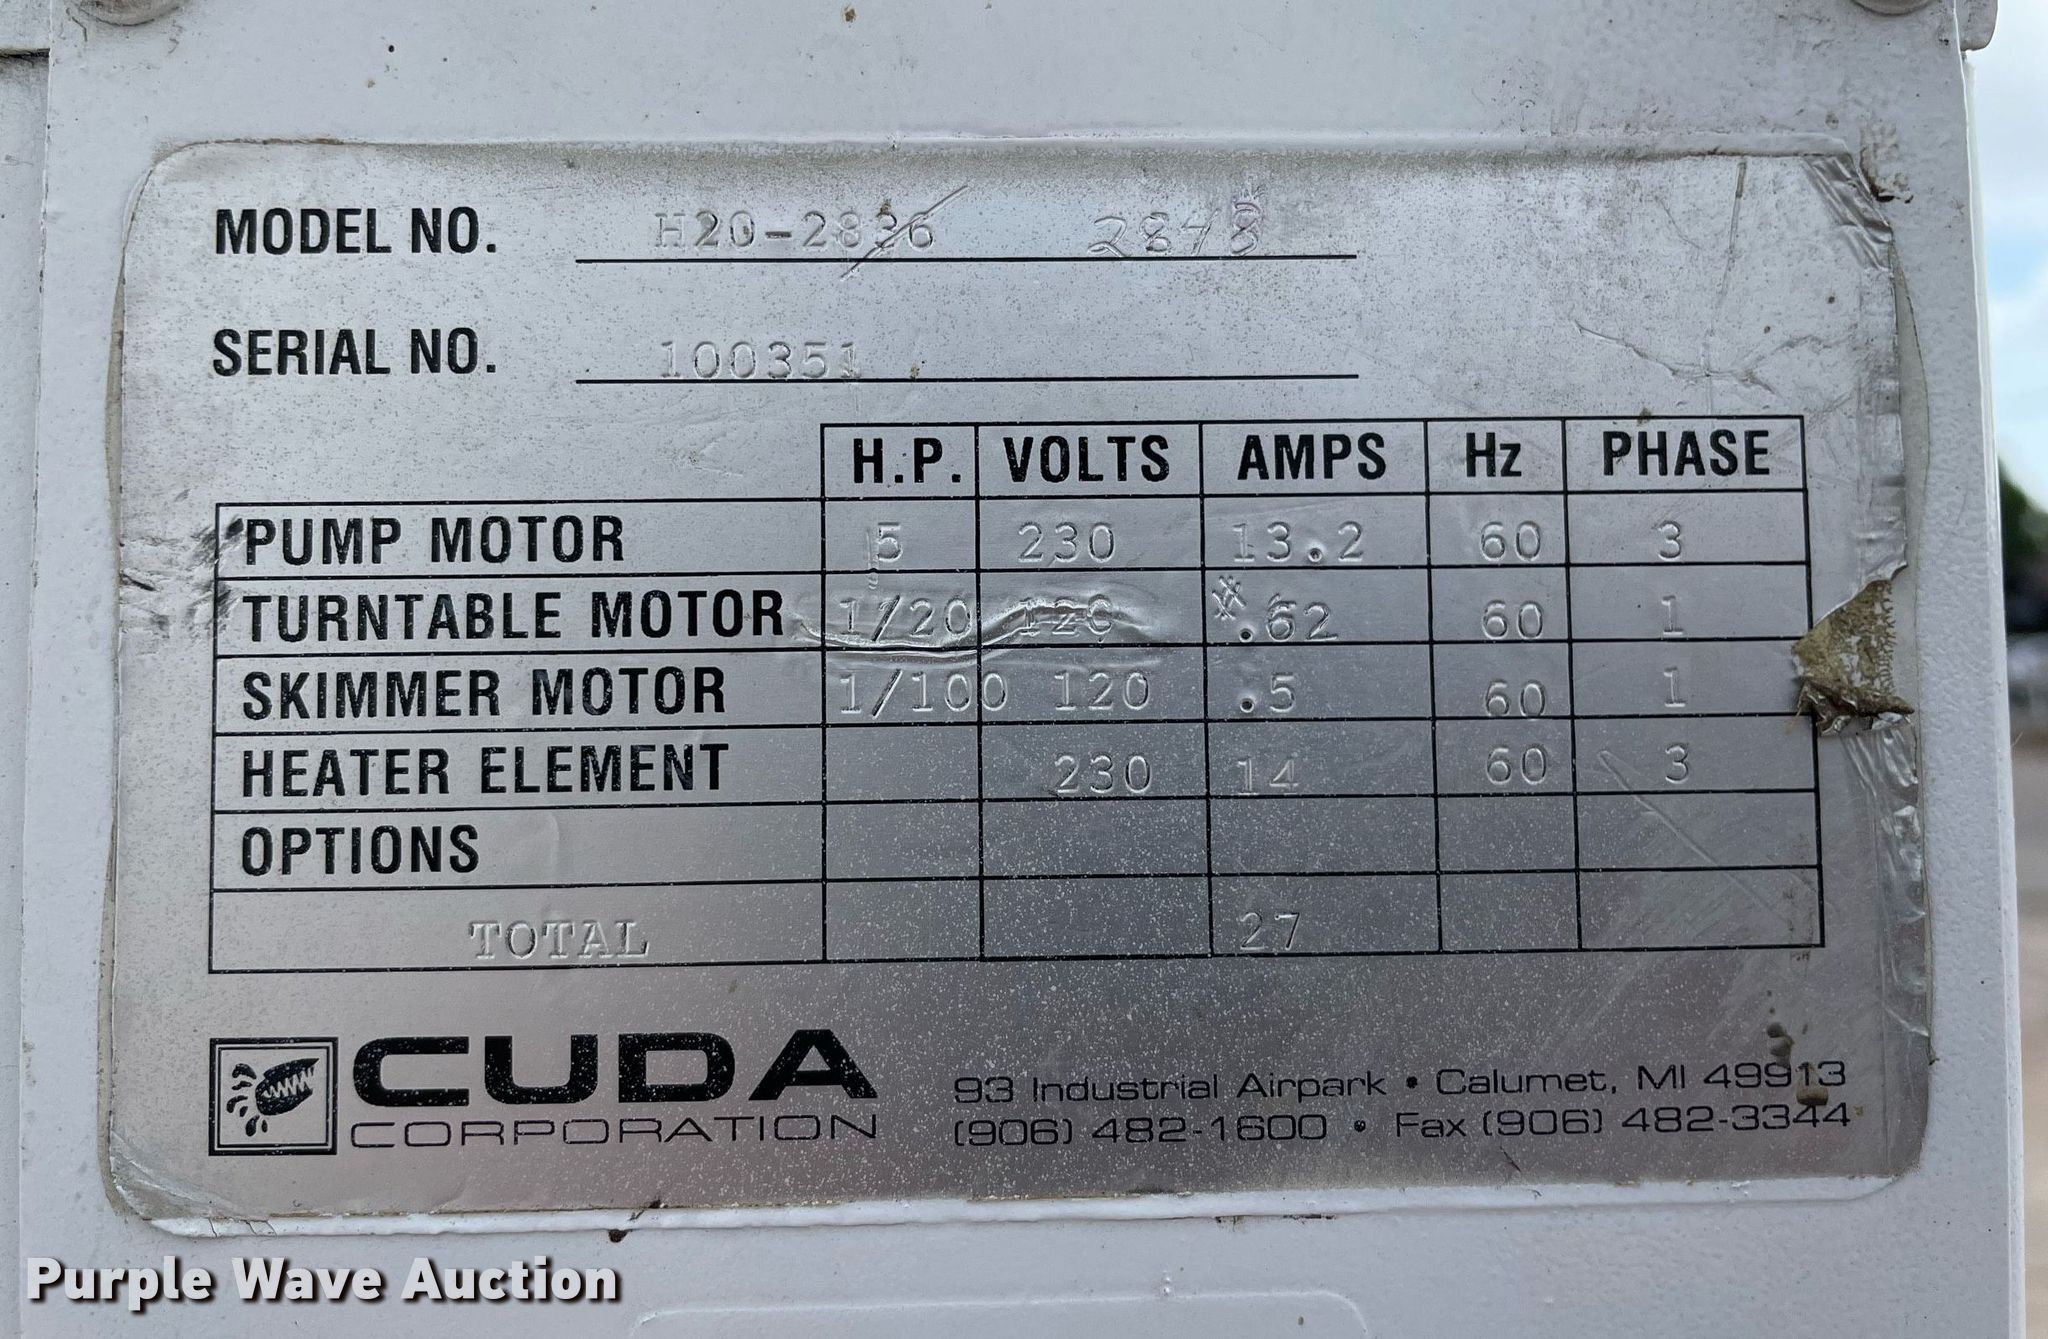 MODEL NO. H20-2836 2848
SERIAL NO. 100351
H.P. VOLTS AMPS Hz PHASE
PUMP MOTOR 5 230 13.2 60 3
TURNTABLE MOTOR 1/20 120 *.62 60 1
SKIMMER MOTOR 1/100 120 .5 60 1
HEATER ELEMENT 230 14 60 3
OPTIONS
TOTAL 27
CUDA
CORPORATION
93 Industrial Airpark • Calumet, MI 49913
(906) 482-1600 • Fax (906) 482-3344
Purple Wave Auction